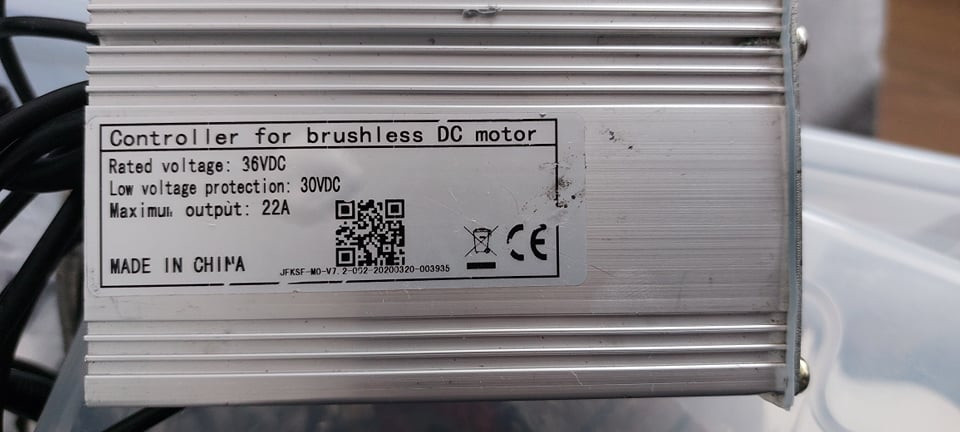 Controller for brushless DC motor
Rated voltage: 36VDC
Low voltage protection: 30VDC
Maximum output: 22A
MADE IN CHINA
JFKSF-MO-V7.2-002-20200320-003935
CE